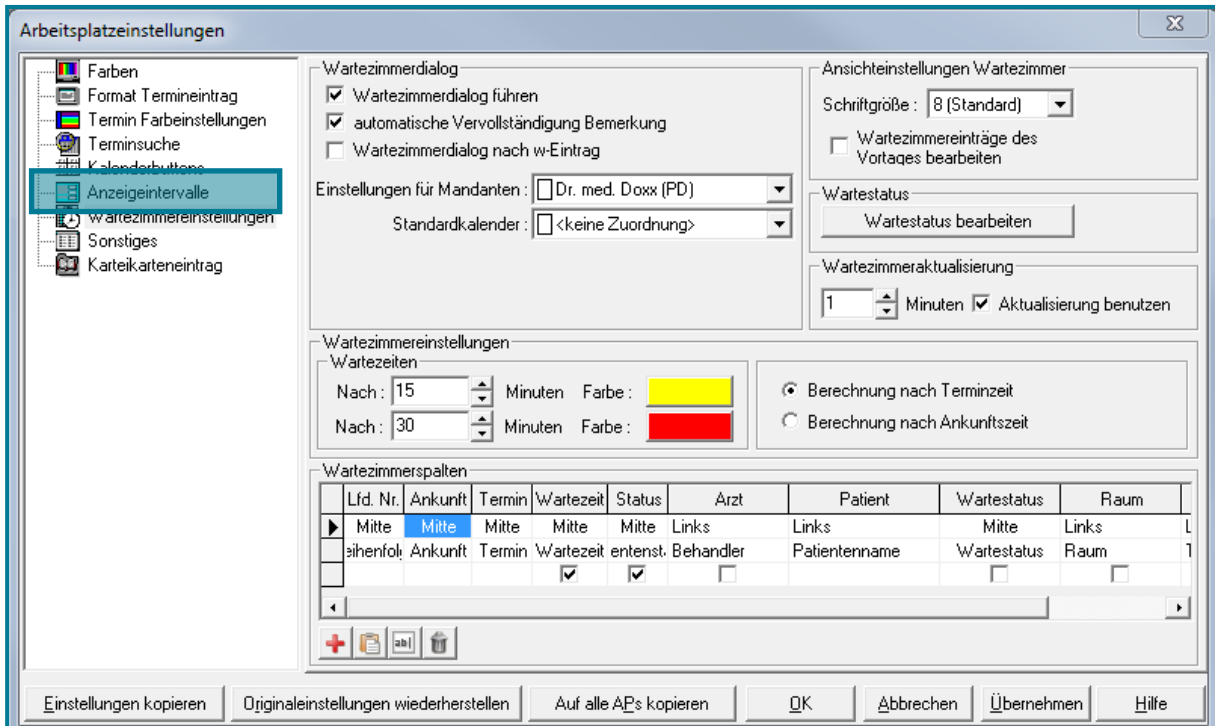 Arbeitsplatzeinstellungen
Farben
Format Termineintrag
Termin Farbeinstellungen
Terminsuche
Kalenderbuttons
Anzeigeintervalle
Wartezimmereinstellungen
Sonstiges
Karteikarteneintrag
Wartezimmerdialog
Wartezimmerdialog führen
automatische Vervollständigung Bemerkung
Wartezimmerdialog nach w-Eintrag
Einstellungen für Mandanten : Dr. med. Doxx (PD)
Standardkalender : <keine Zuordnung>
Ansichteinstellungen Wartezimmer
Schriftgröße : 8 (Standard)
Wartezimmereinträge des
Vortages bearbeiten
Wartestatus
Wartestatus bearbeiten
Wartezimmeraktualisierung
1 Minuten Aktualisierung benutzen
Wartezimmereinstellungen
Wartezeiten
Nach : 15 Minuten Farbe :
Nach : 30 Minuten Farbe :
Berechnung nach Terminzeit
Berechnung nach Ankunftszeit
Wartezimmerspalten
Lfd. Nr. Ankunft Termin Wartezeit Status Arzt Patient Wartestatus Raum
Mitte Mitte Mitte Mitte Mitte Links Links Mitte Links
Ankunft Termin Wartezeit entenst. Behandler Patientenname Wartestatus Raum
ab
Einstellungen kopieren Originaleinstellungen wiederherstellen Auf alle APs kopieren OK Abbrechen Übernehmen Hilfe